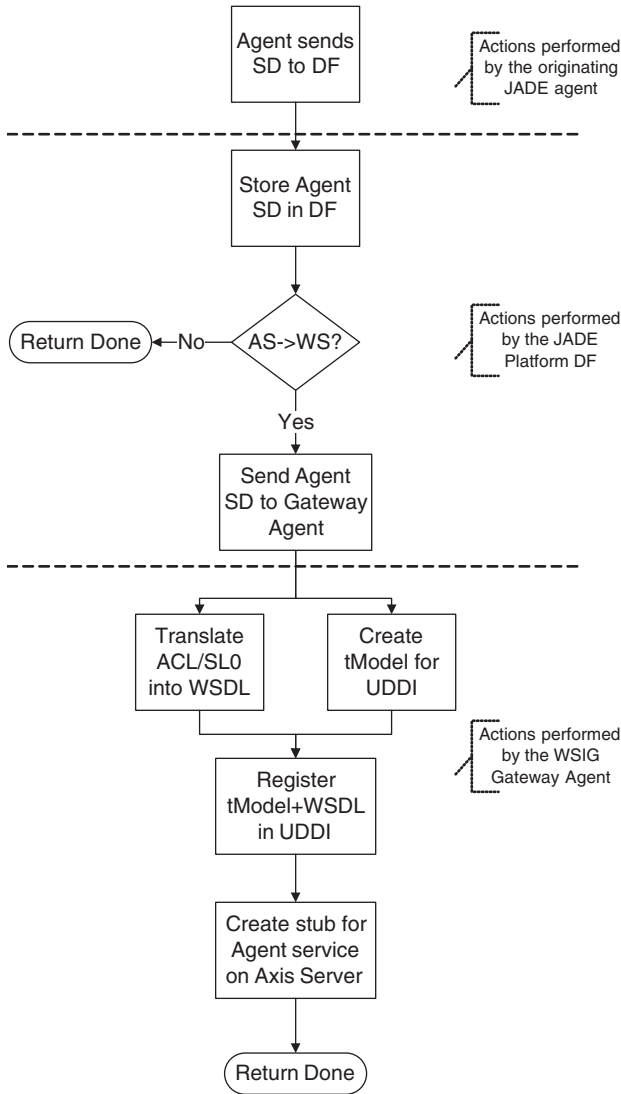 Agent sends
SD to DF
Actions performed
by the originating
JADE agent
Store Agent
SD in DF
AS->WS?
No
Return Done
Yes
Actions performed
by the JADE
Platform DF
Send Agent
SD to Gateway
Agent
Translate
ACL/SL0
into WSDL
Create
tModel for
UDDI
Actions performed
by the WSIG
Gateway Agent
Register
tModel+WSDL
in UDDI
Create stub for
Agent service
on Axis Server
Return Done